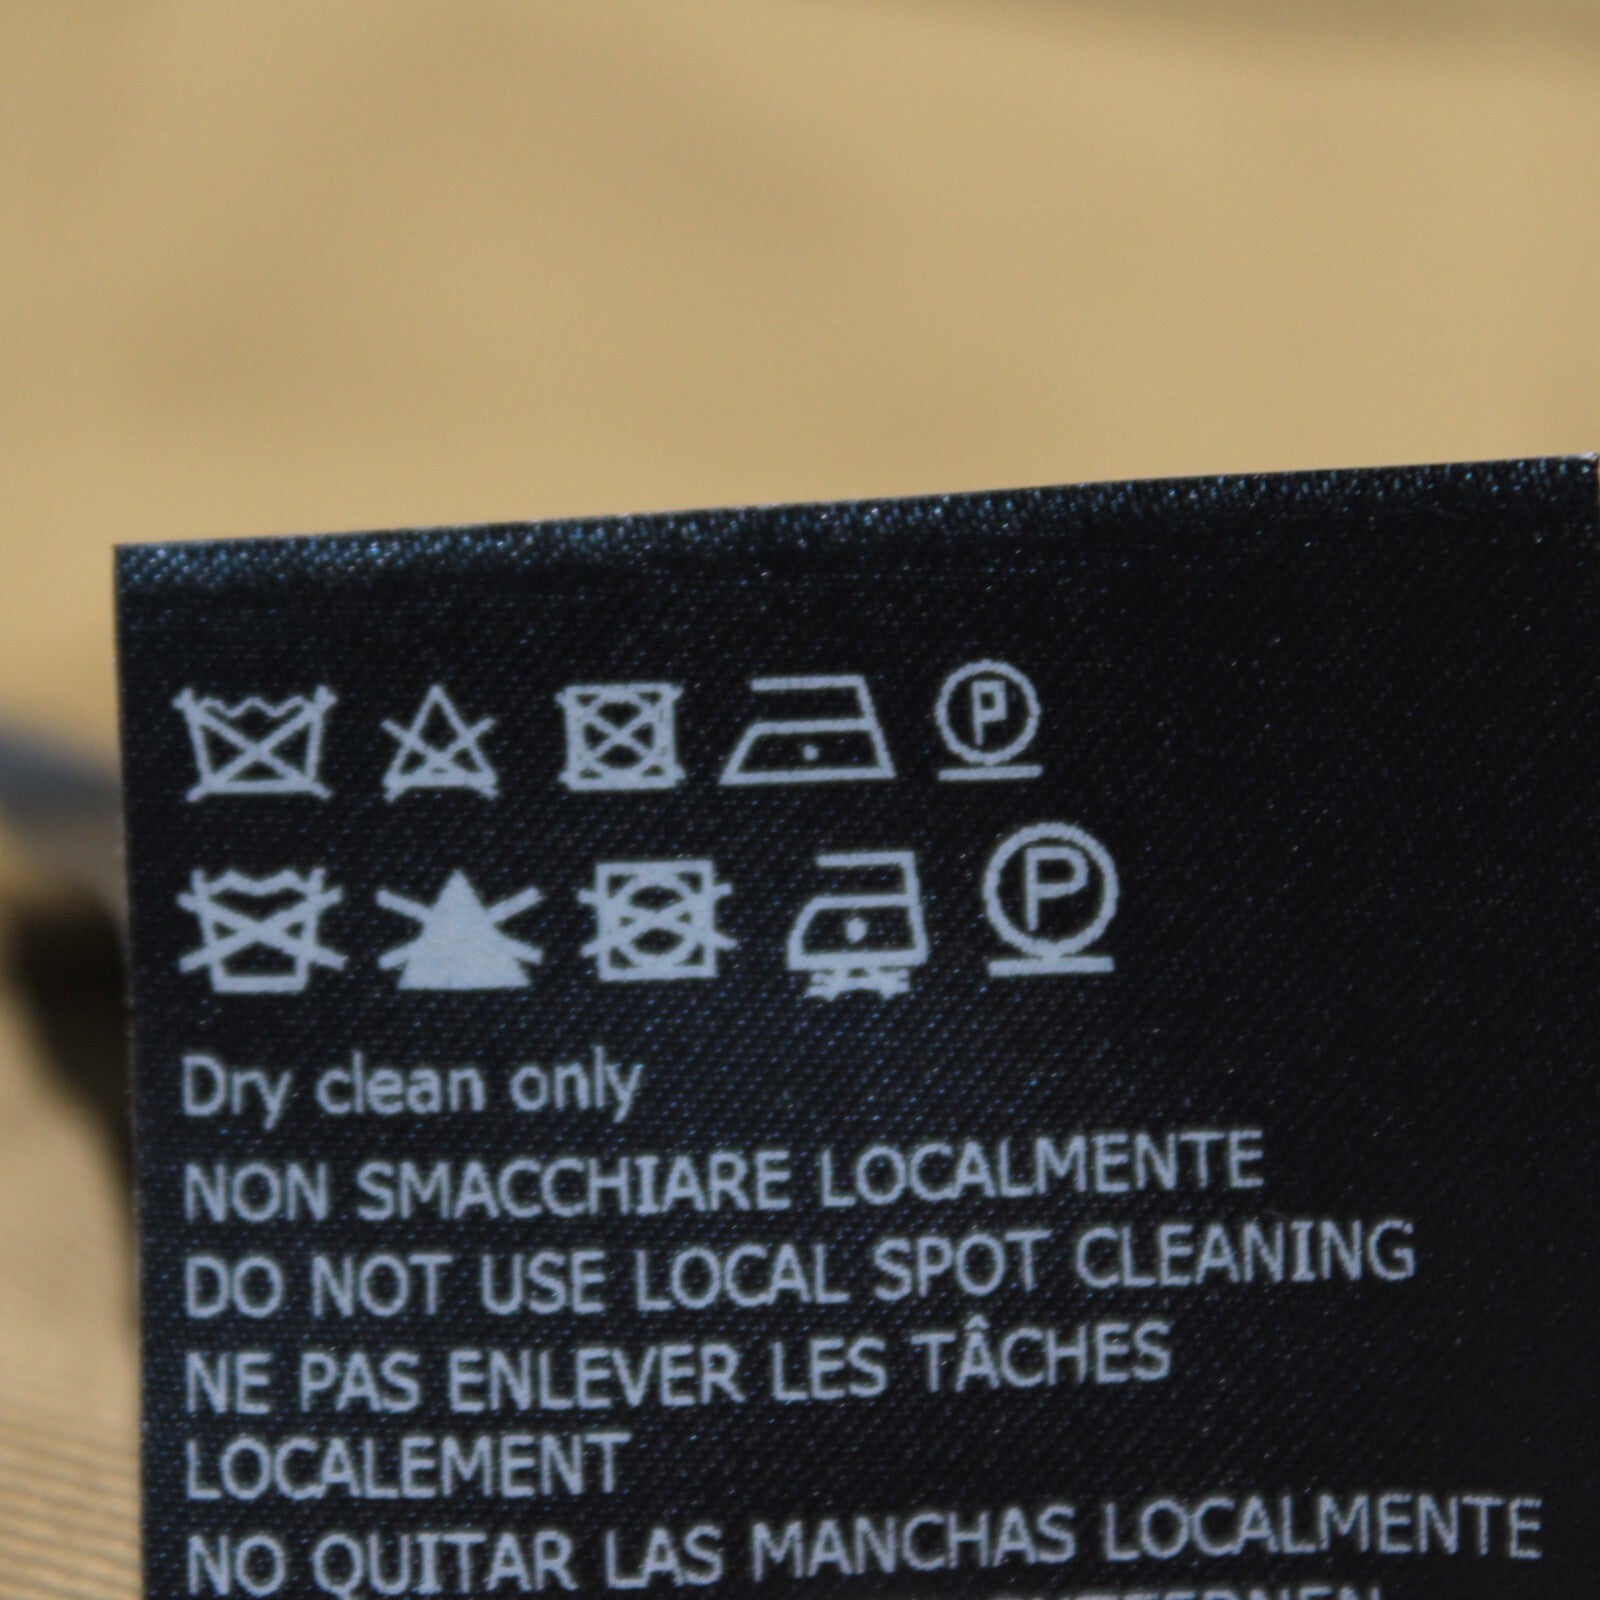 P
P
Dry clean only
NON SMACCHIARE LOCALMENTE
DO NOT USE LOCAL SPOT CLEANING
NE PAS ENLEVER LES TÂCHES
LOCALEMENT
NO QUITAR LAS MANCHAS LOCALMENTE